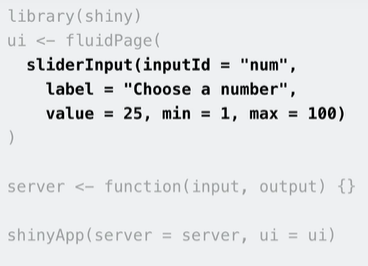 library(shiny)
ui <- fluidPage(
  sliderInput(inputId = "num",
    label = "Choose a number",
    value = 25, min = 1, max = 100)
)

server <- function(input, output) {}

shinyApp(server = server, ui = ui)